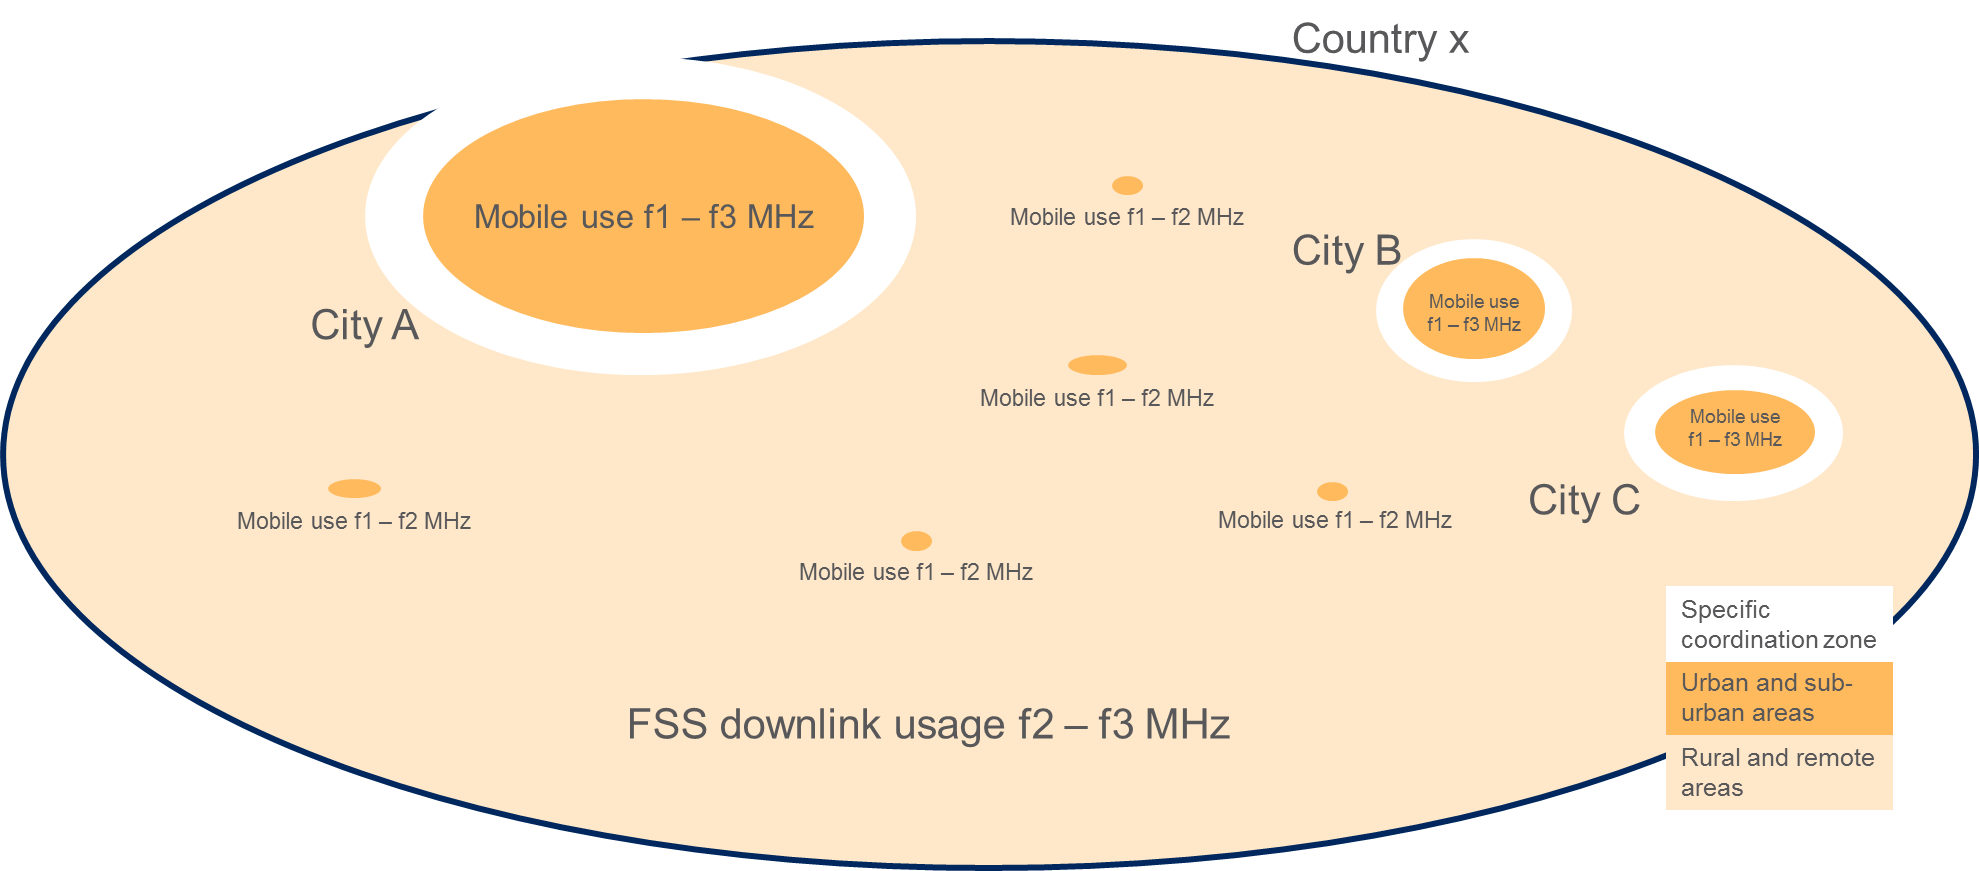 Country x
Mobile use f1 – f3 MHz
Mobile use f1 – f2 MHz
City B
Mobile use
f1 – f3 MHz
City A
Mobile use f1 – f2 MHz
Mobile use
f1 – f3 MHz
City C
Mobile use f1 – f2 MHz
Mobile use f1 – f2 MHz
Mobile use f1 – f2 MHz
FSS downlink usage f2 – f3 MHz
Specific
coordination zone
Urban and sub-
urban areas
Rural and remote
areas